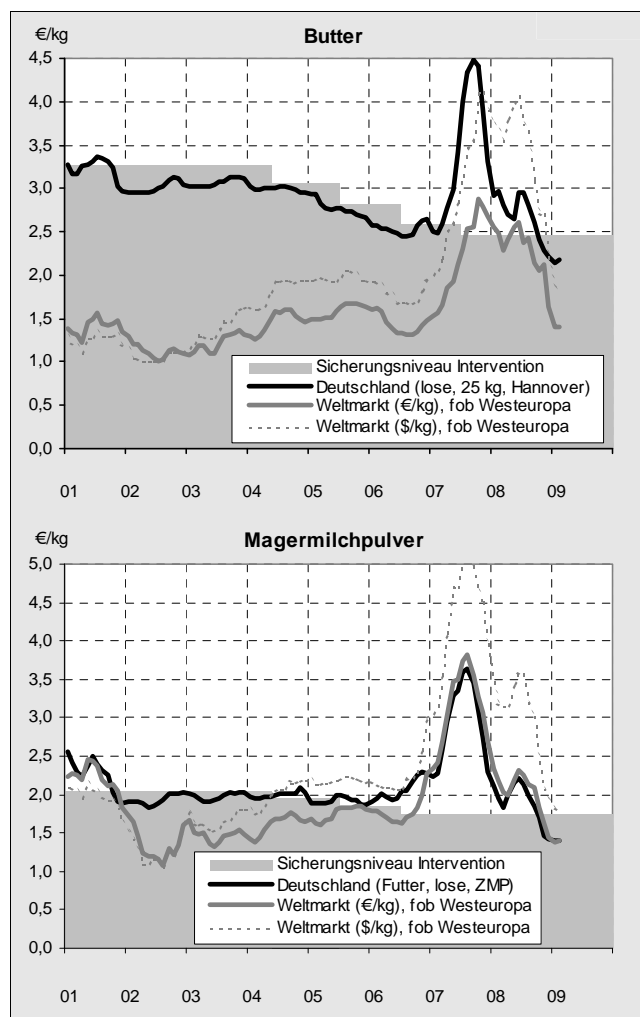 €/kg
Butter
4,5
4,0
3,5
3,0
2,5
2,0
1,5
1,0
0,5
0,0
Sicherungsniveau Intervention
Deutschland (lose, 25 kg, Hannover)
Weltmarkt (€/kg), fob Westeuropa
Weltmarkt ($/kg), fob Westeuropa
01 02 03 04 05 06 07 08 09
€/kg
Magermilchpulver
5,0
4,5
4,0
3,5
3,0
2,5
2,0
1,5
1,0
0,5
0,0
Sicherungsniveau Intervention
Deutschland (Futter, lose, ZMP)
Weltmarkt (€/kg), fob Westeuropa
Weltmarkt ($/kg), fob Westeuropa
01 02 03 04 05 06 07 08 09